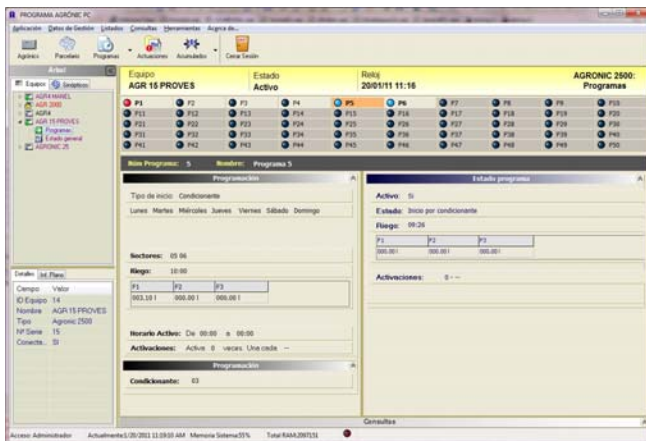 PROGRAMA AGRÓNIC PC
Aplicación Datos de Gestión Listados Consultas Herramientas Acerca de...
Agrónics Parcelario Programas Actuaciones Acumulados Cerrar Sesión
Árbol
Equipos Sinópticos
AGR4 MANEL
AGR 2000
AGR4
AGR 15 PROVES
Programas
Estado general
AGRONIC 25
Equipo Estado Reloj AGRONIC 2500:
AGR 15 PROVES Activo 20/01/11 11:16 Programas
P1 P2 P3 P4 P5 P6 P7 P8 P9 P10
P11 P12 P13 P14 P15 P16 P17 P18 P19 P20
P21 P22 P23 P24 P25 P26 P27 P28 P29 P30
P31 P32 P33 P34 P35 P36 P37 P38 P39 P40
P41 P42 P43 P44 P45 P46 P47 P48 P49 P50
Núm Programa: 5 Nombre: Programa 5
Programación
Tipo de inicio: Condicionante
Lunes Martes Miércoles Jueves Viernes Sábado Domingo
Sectores: 05 06
Riego: 10:00
F1 F2 F3
003.10 l 000.00 l 000.00 l
Horario Activo: De 00:00 a 00:00
Activaciones: Activa 0 veces Una cada --
Programación
Condicionante: 03
Estado programa
Activo: Si
Estado: Inicio por condicionante
Riego: 09:26
F1 F2 F3
000.00 l 000.00 l 000.00 l
Activaciones: 0 - --
Detalles Inf. Plano
Campo Valor
ID Equipo 14
Nombre AGR 15 PROVES
Tipo Agronic 2500
Nº Serie 15
Conecta... SI
Consultas
Acceso: Administrador Actualmente:1/20/2011 11:19:10 AM Memoria Sistema:55% Total RAM:2097151